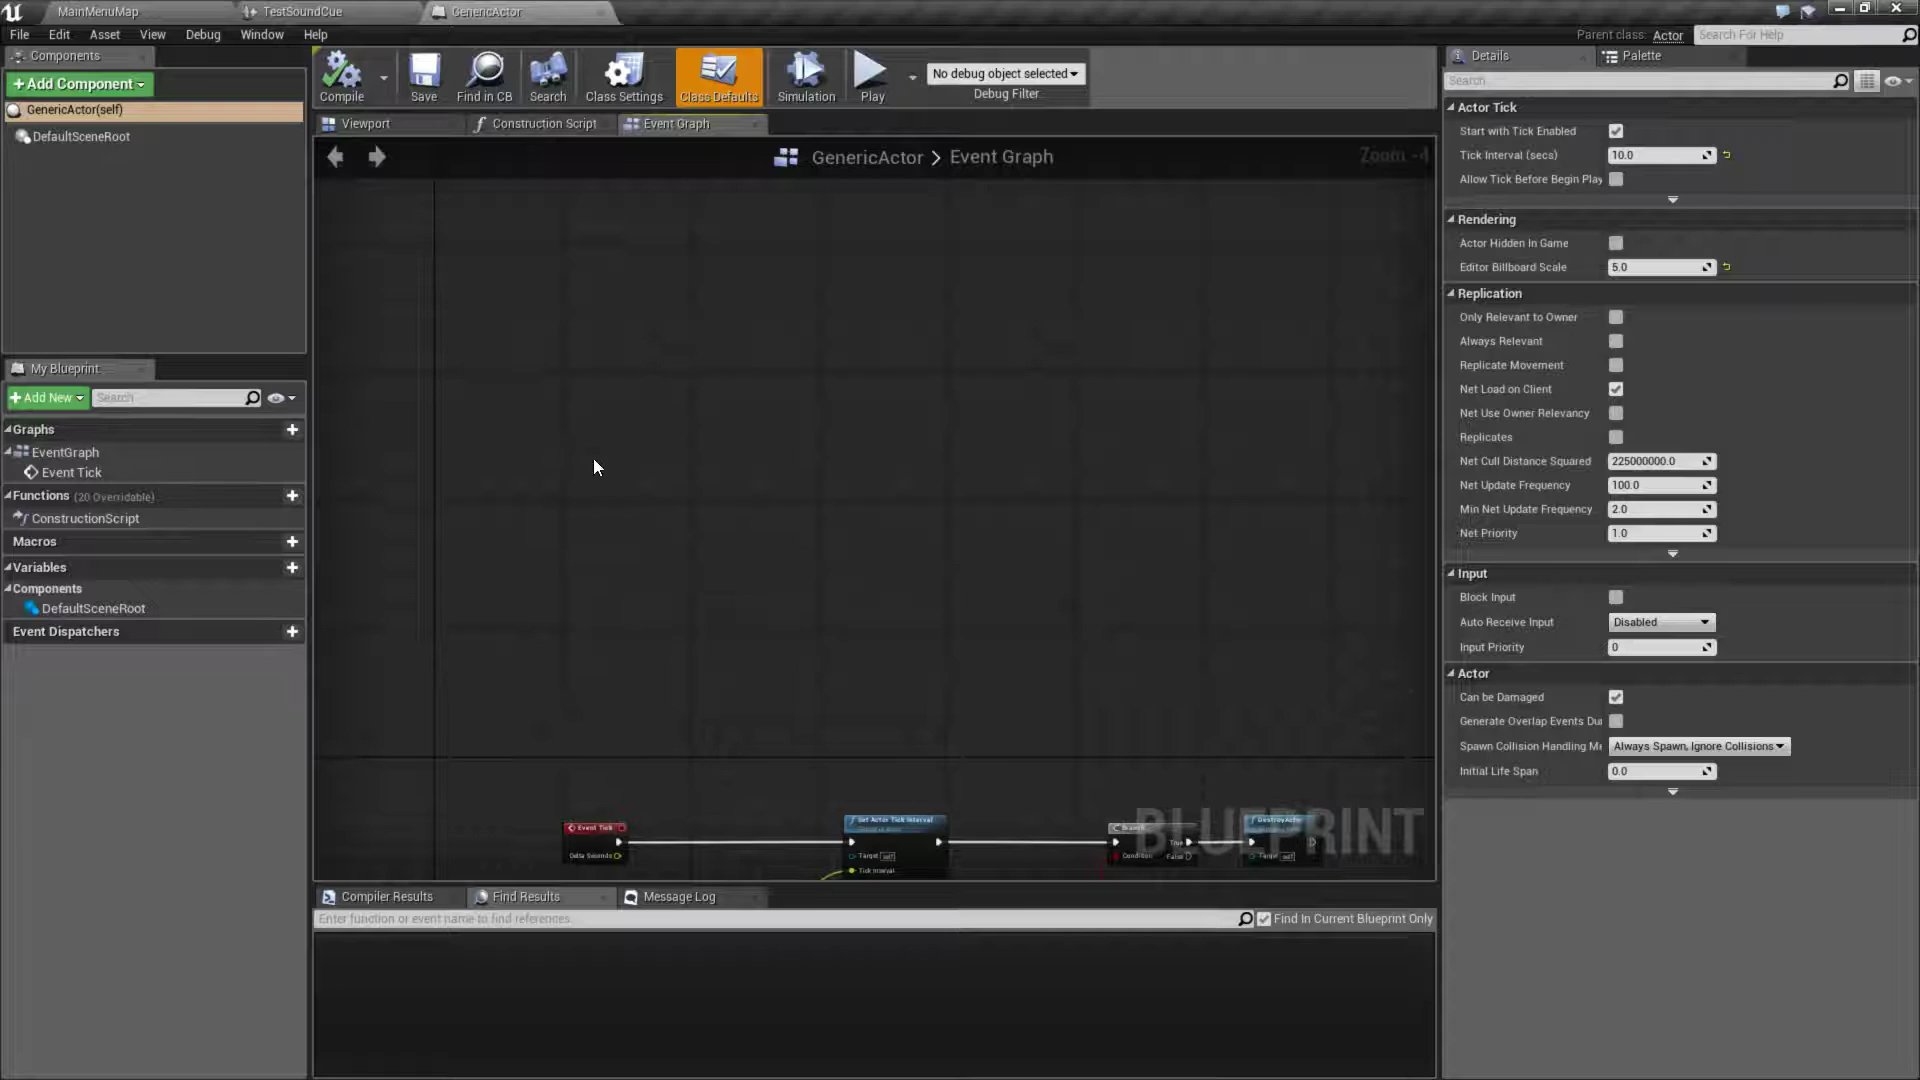 MainMenuMap
TestSoundCue
GenericActor
File Edit Asset View Debug Window Help
Parent class: Actor
Search For Help
Components
+Add Component
GenericActor(self)
DefaultSceneRoot
My Blueprint
+Add New
Search
Graphs
EventGraph
Event Tick
Functions (20 Overridable)
ConstructionScript
Macros
Variables
Components
DefaultSceneRoot
Event Dispatchers
Compile
Save
Find in CB
Search
Class Settings
Class Defaults
Simulation
Play
No debug object selected
Debug Filter
Viewport
Construction Script
Event Graph
GenericActor > Event Graph
Zoom -4
Event Tick
Delta Seconds
Set Actor Tick Interval
Target self
Tick Interval
Branch
Condition
True
False
DestroyActor
Target self
BLUEPRINT
Compiler Results
Find Results
Message Log
Enter function or event name to find references...
Find In Current Blueprint Only
Details
Palette
Search
Actor Tick
Start with Tick Enabled
Tick Interval (secs) 10.0
Allow Tick Before Begin Play
Rendering
Actor Hidden In Game
Editor Billboard Scale 5.0
Replication
Only Relevant to Owner
Always Relevant
Replicate Movement
Net Load on Client
Net Use Owner Relevancy
Replicates
Net Cull Distance Squared 225000000.0
Net Update Frequency 100.0
Min Net Update Frequency 2.0
Net Priority 1.0
Input
Block Input
Auto Receive Input Disabled
Input Priority 0
Actor
Can be Damaged
Generate Overlap Events Du
Spawn Collision Handling Me Always Spawn, Ignore Collisions
Initial Life Span 0.0